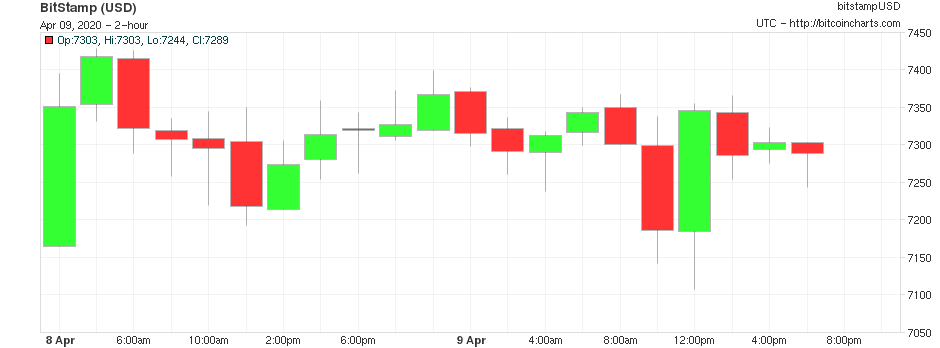 BitStamp (USD)
bitstampUSD
Apr 09, 2020 - 2-hour
UTC - http://bitcoincharts.com
Op:7303, Hi:7303, Lo:7244, Cl:7289
7450
7400
7350
7300
7250
7200
7150
7100
7050
8 Apr 6:00am 10:00am 2:00pm 6:00pm 9 Apr 4:00am 8:00am 12:00pm 4:00pm 8:00pm